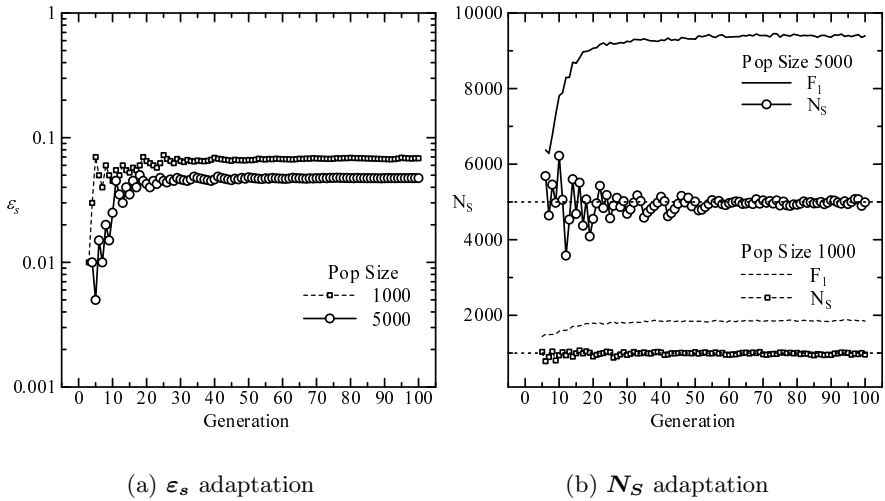 1
0.1
ε_s
0.01
0.001
Pop Size
1000
5000
0 10 20 30 40 50 60 70 80 90 100
Generation
10000
8000
6000
N_S
4000
2000
Pop Size 5000
F_1
N_S
Pop Size 1000
F_1
N_S
0 10 20 30 40 50 60 70 80 90 100
Generation
(a) ε_s adaptation
(b) N_S adaptation